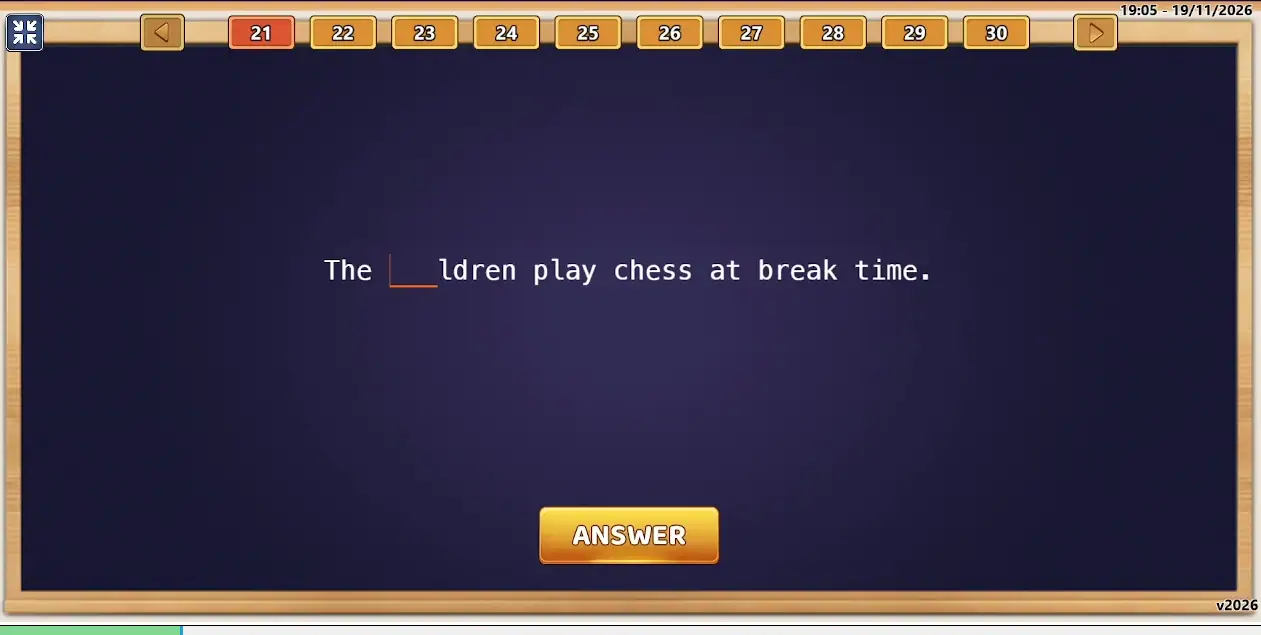 19:05 - 19/11/2026
21 22 23 24 25 26 27 28 29 30
The ___ldren play chess at break time.
ANSWER
v2026